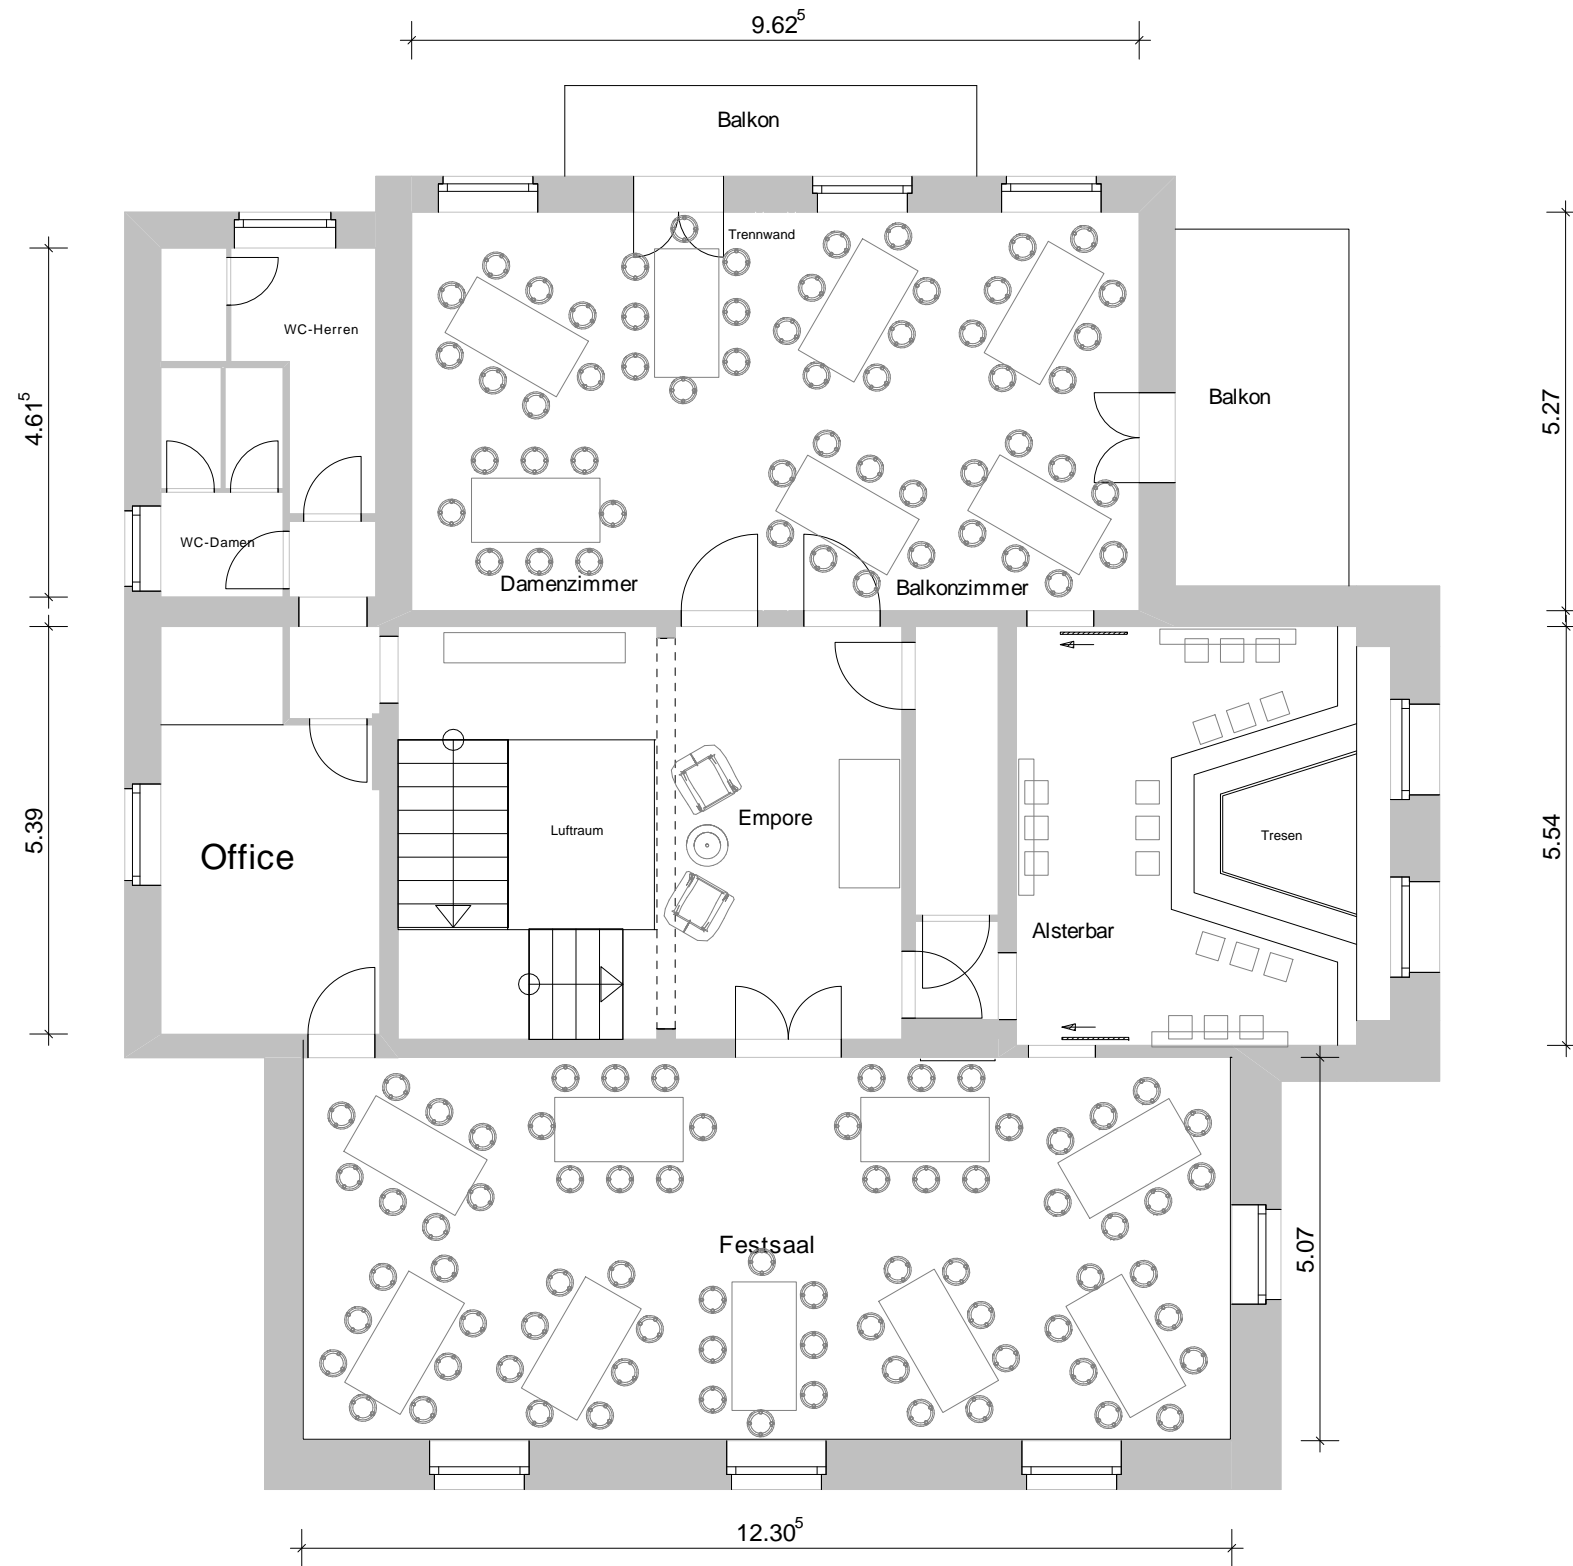 9.62⁵
Balkon
Trennwand
WC-Herren
Balkon
4.61⁵
5.27
WC-Damen
Damenzimmer
Balkonzimmer
Office
Luftraum
Empore
Tresen
5.39
5.54
Alsterbar
Festsaal
5.07
12.30⁵